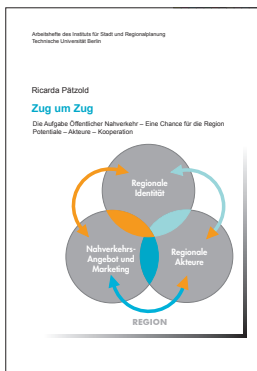 Arbeitshefte des Instituts für Stadt und Regionalplanung
Technische Universität Berlin
Ricarda Pätzold
Zug um Zug
Die Aufgabe Öffentlicher Nahverkehr – Eine Chance für die Region
Potentiale – Akteure – Kooperation
Regionale
Identität
Nahverkehrs-
Angebot und
Marketing
Regionale
Akteure
REGION